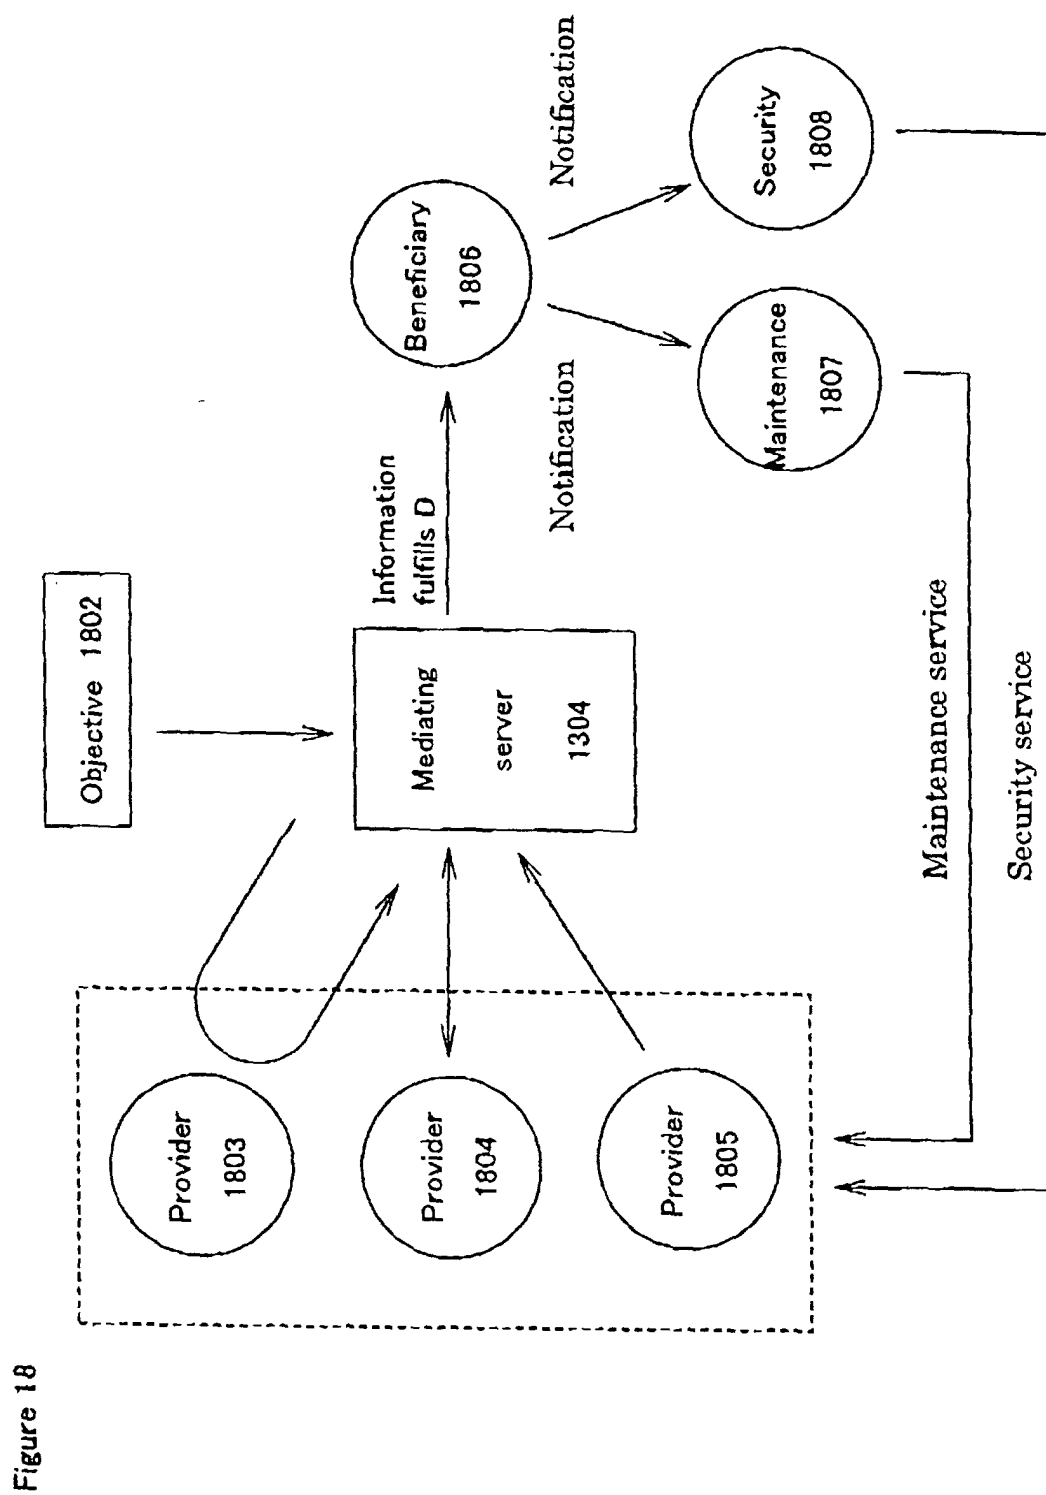 Figure 18
Objective 1802
Provider
1803
Provider
1804
Provider
1805
Mediating
server
1304
Information
fulfills D
Beneficiary
1806
Notification
Notification
Maintenance
1807
Security
1808
Maintenance service
Security service